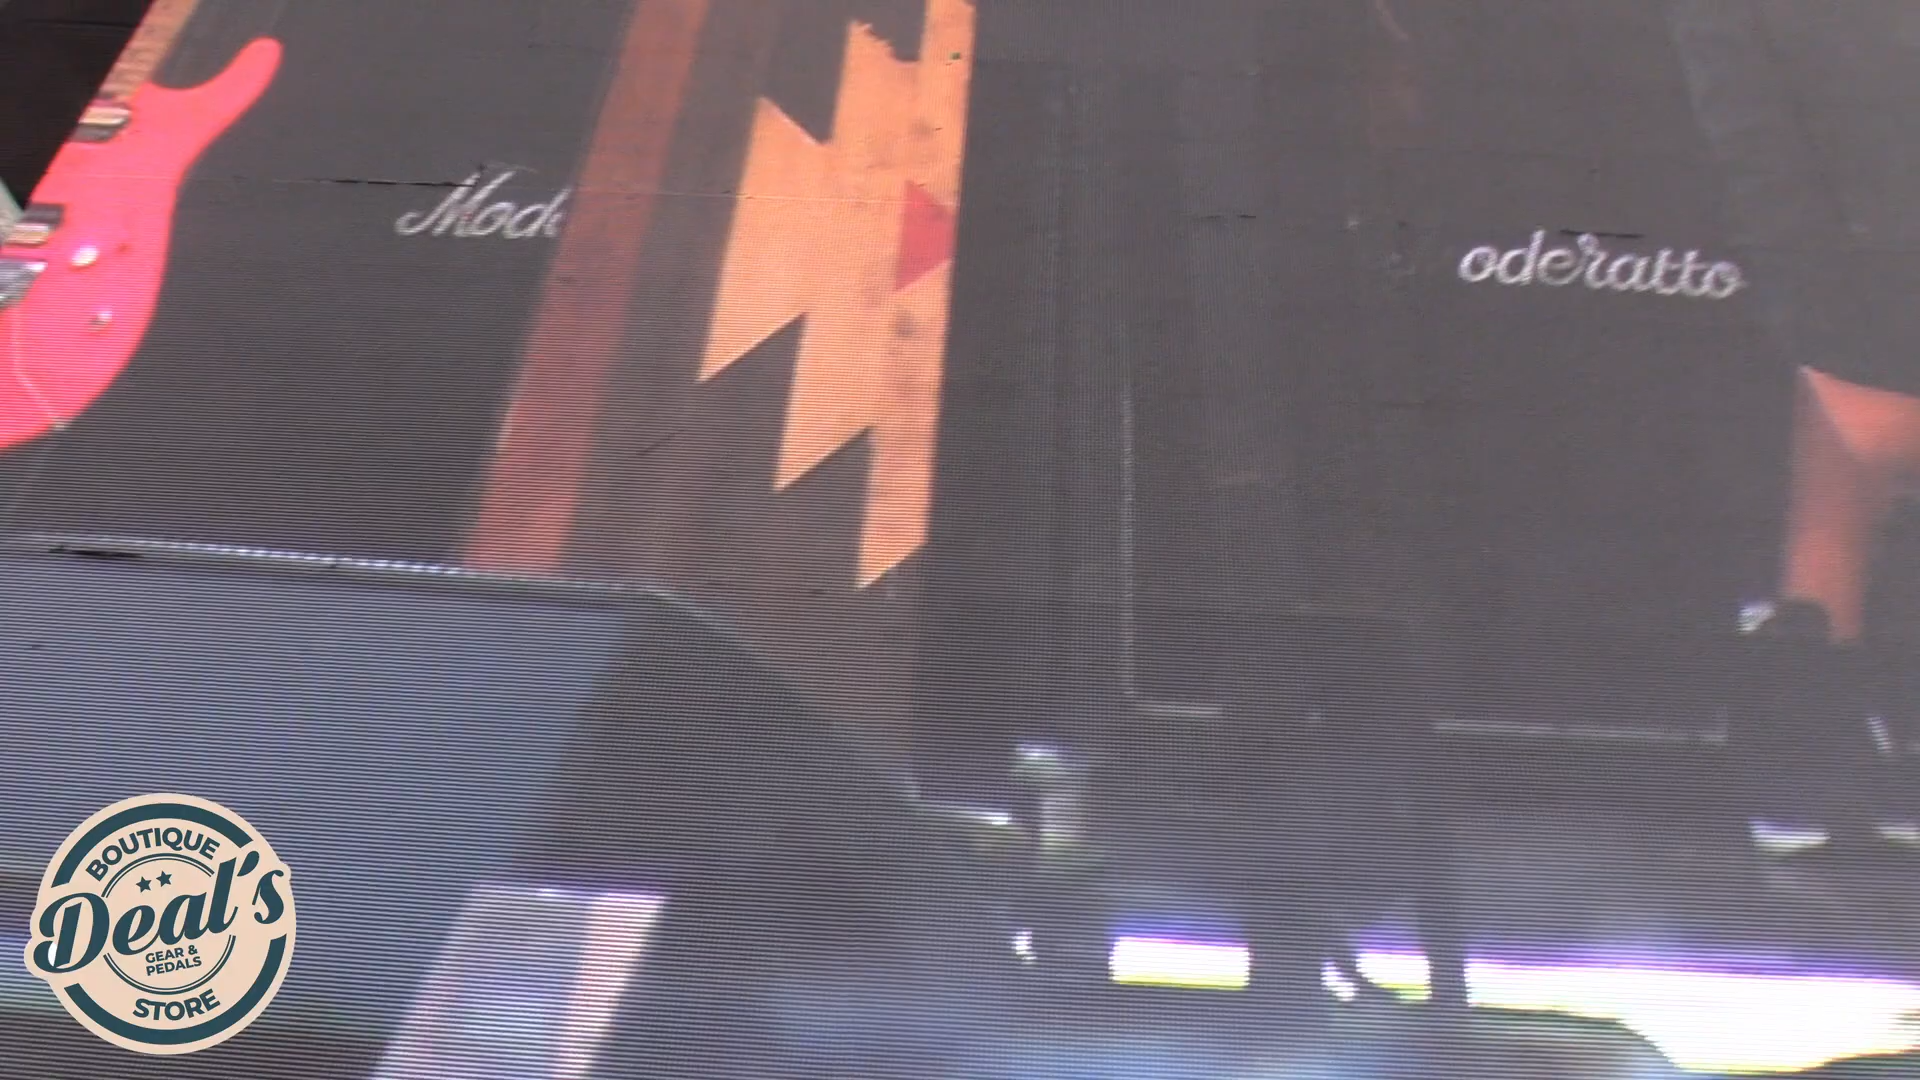 Mod
oderatto
BOUTIQUE
Deal's
GEAR &
PEDALS
STORE